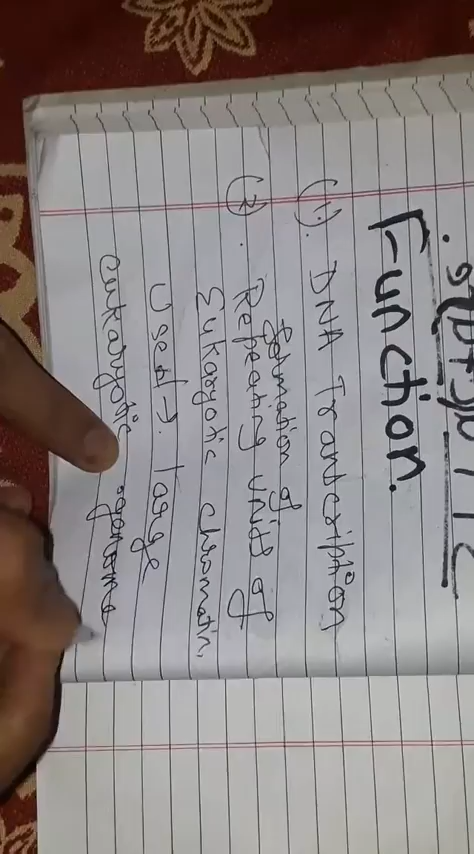 Function.
(1). DNA Transcription
formation of
(2). Repeating units of
Eukaryotic chromatin.
Used →. large
eukaryotic genome